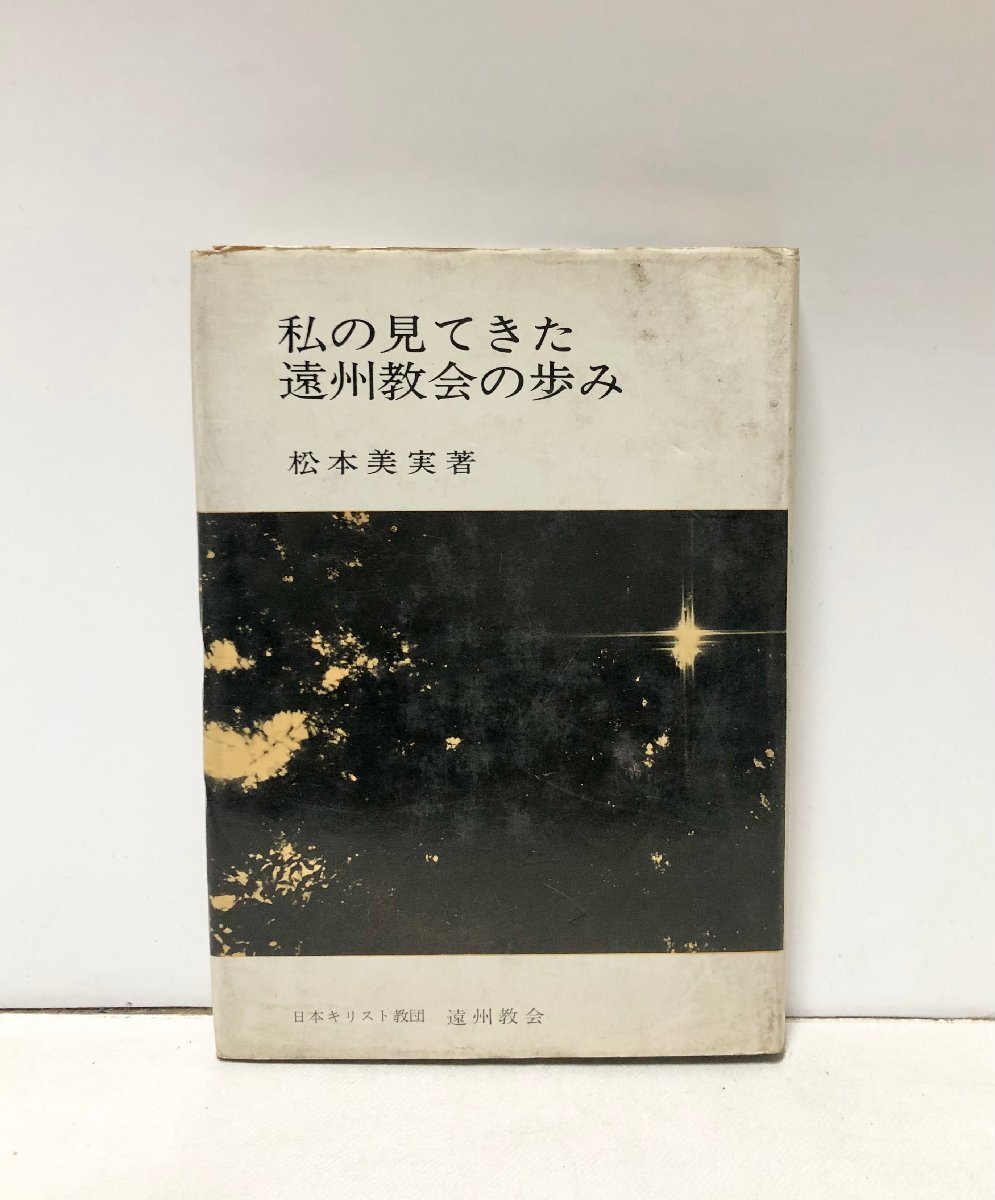 私の見てきた
遠州教会の歩み
松本美実著
日本キリスト教団 遠州教会